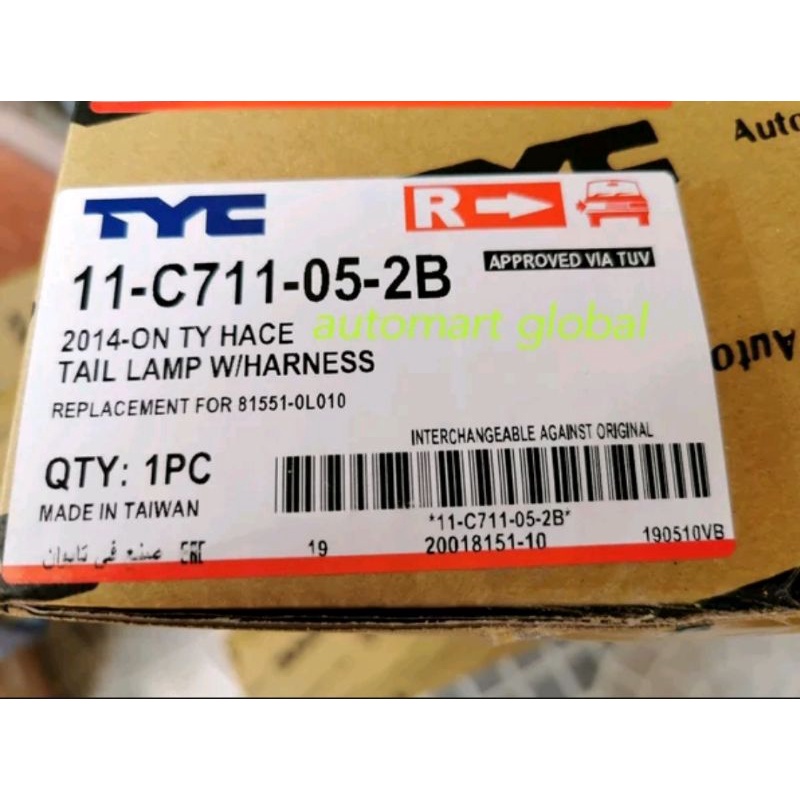 Auto
TYC
TYC
R
APPROVED VIA TUV
11-C711-05-2B
2014-ON TY HACE
automart global
TAIL LAMP W/HARNESS
REPLACEMENT FOR 81551-0L010
INTERCHANGEABLE AGAINST ORIGINAL
QTY: 1PC
MADE IN TAIWAN
*11-C711-05-2B*
صنع في تايوان
19
20018151-10
190510VB